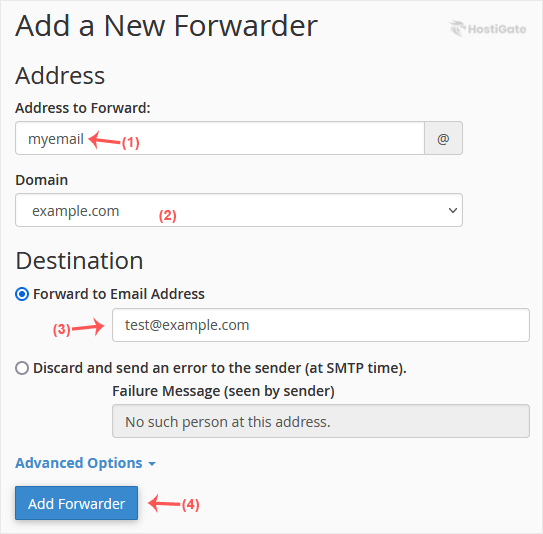 Add a New Forwarder
HostiGate
Address
Address to Forward:
myemail (1) @
Domain
example.com (2)
Destination
Forward to Email Address
(3) test@example.com
Discard and send an error to the sender (at SMTP time).
Failure Message (seen by sender)
No such person at this address.
Advanced Options
Add Forwarder (4)